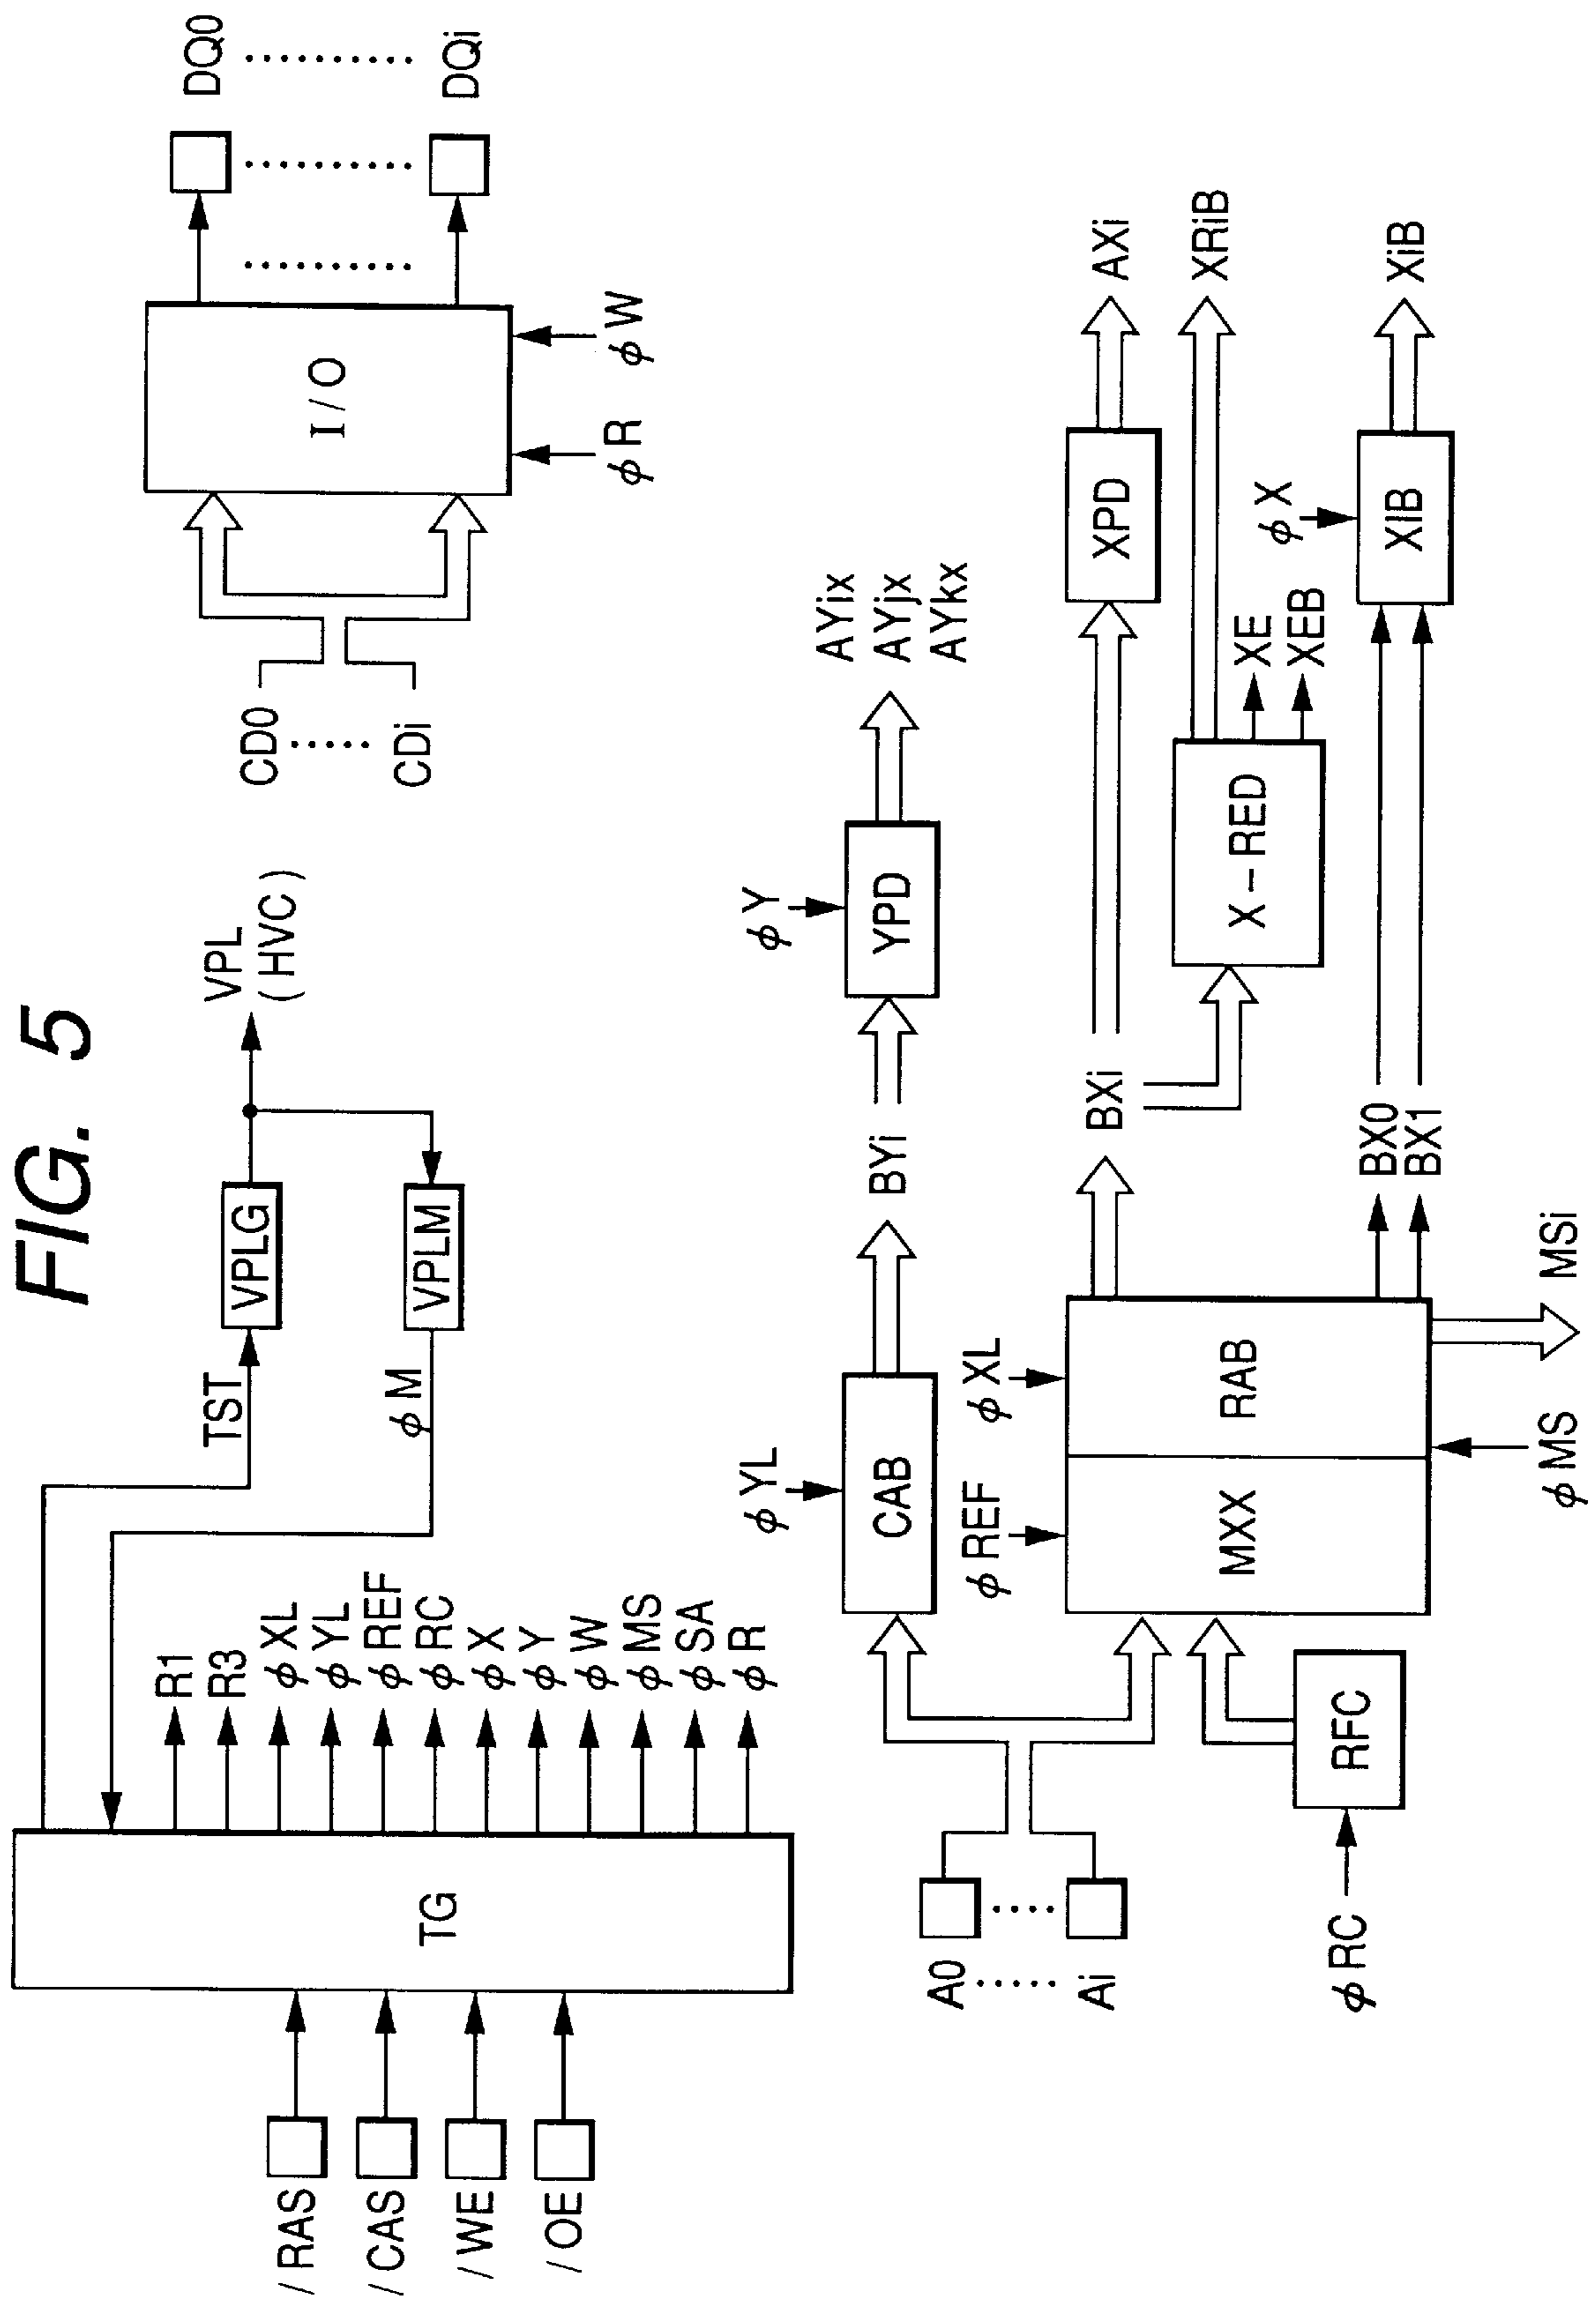 FIG. 5
/RAS
/CAS
/WE
/OE
TG
R1
R3
φXL
φYL
φREF
φRC
φX
φY
φW
φMS
φSA
φR
TST
φM
VPLG
VPLM
VPL
(HVC)
CD0 ..... CDi
I/O
φR
φW
DQ0 .......... DQi
A0 ..... Ai
φYL
CAB
BYi
φY
YPD
AYix
AYjx
AYkx
φREF
φXL
MXX
RAB
φRC
RFC
φMS
MSi
BXi
BX0
BX1
XPD
AXi
X-RED
XRiB
XE
XEB
φX
XIB
XiB